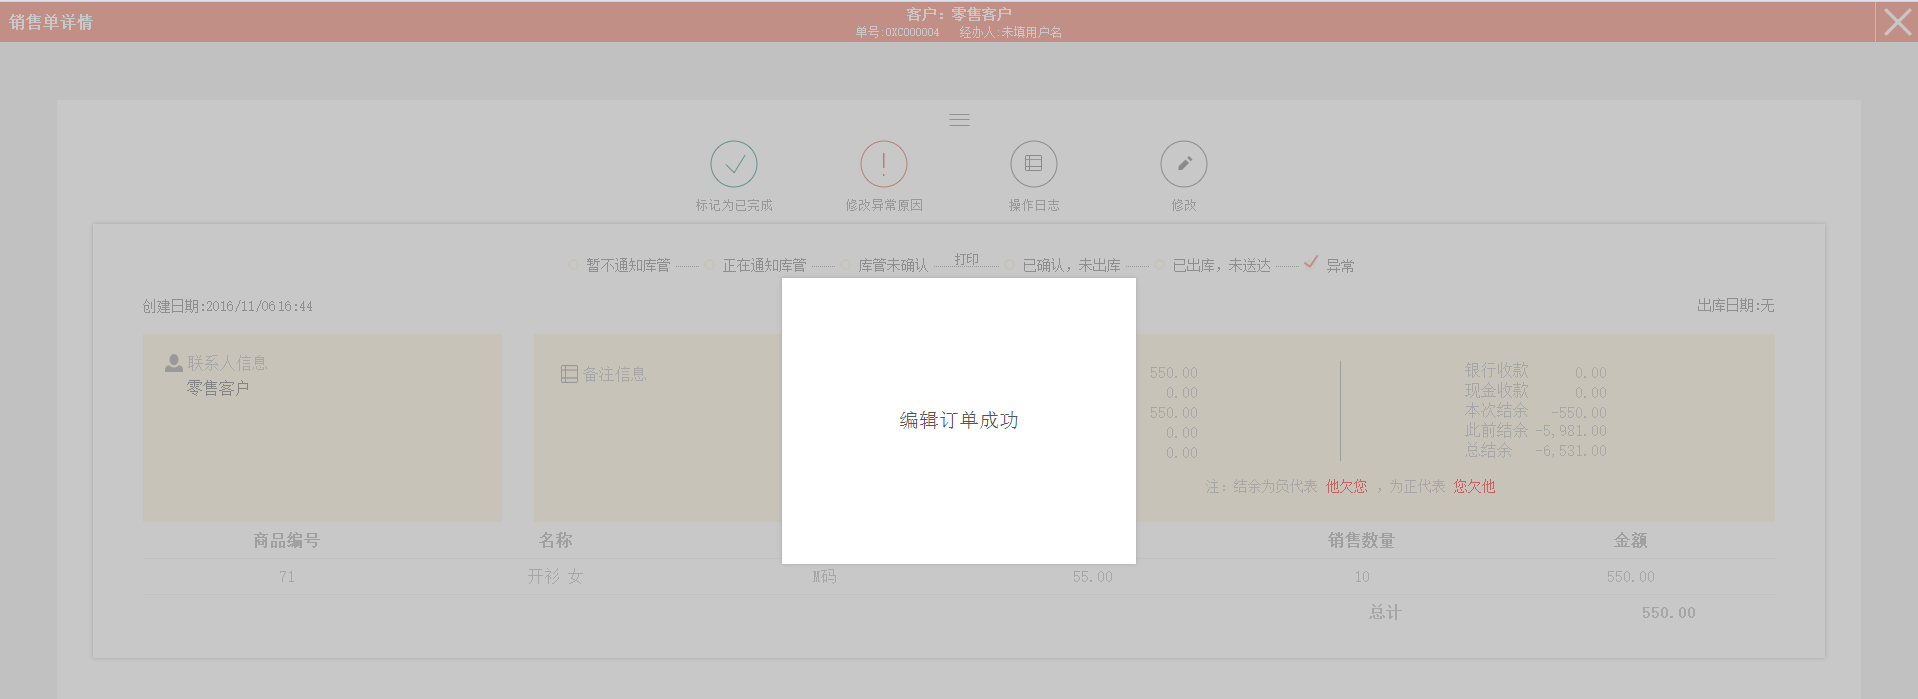 销售单详情
客户：零售客户
单号:0XC000004 经办人:未填用户名
标记为已完成 修改异常原因 操作日志 修改
暂不通知库管 正在通知库管 库管未确认 打印 已确认，未出库 已出库，未送达 异常
创建日期:2016/11/06 16:44 出库日期:无
联系人信息
零售客户
备注信息
550.00
0.00
550.00
0.00
0.00
银行收款 0.00
现金收款 0.00
本次结余 -550.00
此前结余 -5,981.00
总结余 -6,531.00
注：结余为负代表 他欠您 ，为正代表 您欠他
编辑订单成功
商品编号 名称 销售数量 金额
71 开衫 女 M码 55.00 10 550.00
总计 550.00